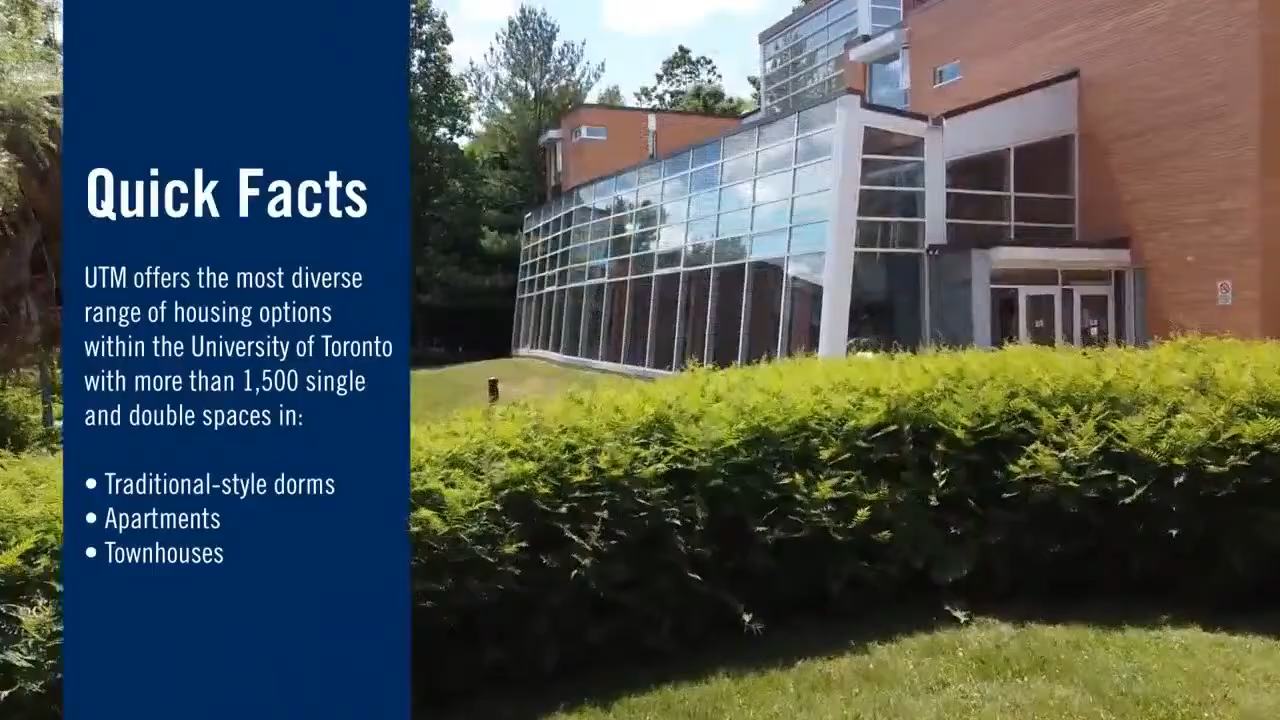 Quick Facts
UTM offers the most diverse
range of housing options
within the University of Toronto
with more than 1,500 single
and double spaces in:
• Traditional-style dorms
• Apartments
• Townhouses